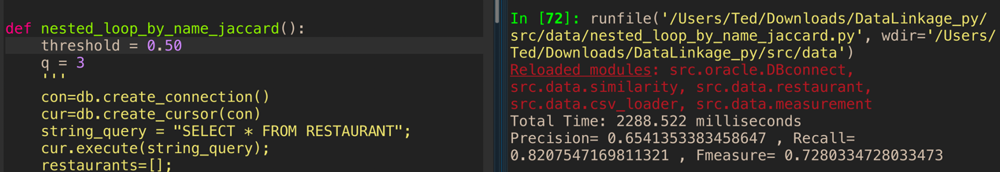 def nested_loop_by_name_jaccard():
    threshold = 0.50
    q = 3
    '''
    con=db.create_connection()
    cur=db.create_cursor(con)
    string_query = "SELECT * FROM RESTAURANT";
    cur.execute(string_query);
    restaurants=[];
In [72]: runfile('/Users/Ted/Downloads/DataLinkage_py/
src/data/nested_loop_by_name_jaccard.py', wdir='/Users/
Ted/Downloads/DataLinkage_py/src/data')
Reloaded modules: src.oracle.DBconnect,
src.data.similarity, src.data.restaurant,
src.data.csv_loader, src.data.measurement
Total Time: 2288.522 milliseconds
Precision= 0.6541353383458647 , Recall=
0.8207547169811321 , Fmeasure= 0.7280334728033473